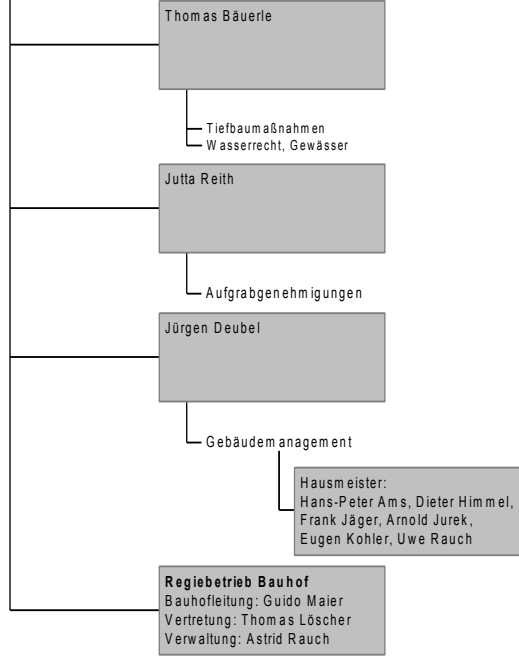 Thomas Bäuerle
Tiefbaumaßnahmen
Wasserrecht, Gewässer
Jutta Reith
Aufgrabgenehmigungen
Jürgen Deubel
Gebäudemanagement
Hausmeister:
Hans-Peter Ams, Dieter Himmel,
Frank Jäger, Arnold Jurek,
Eugen Kohler, Uwe Rauch
Regiebetrieb Bauhof
Bauhofleitung: Guido Maier
Vertretung: Thomas Löscher
Verwaltung: Astrid Rauch